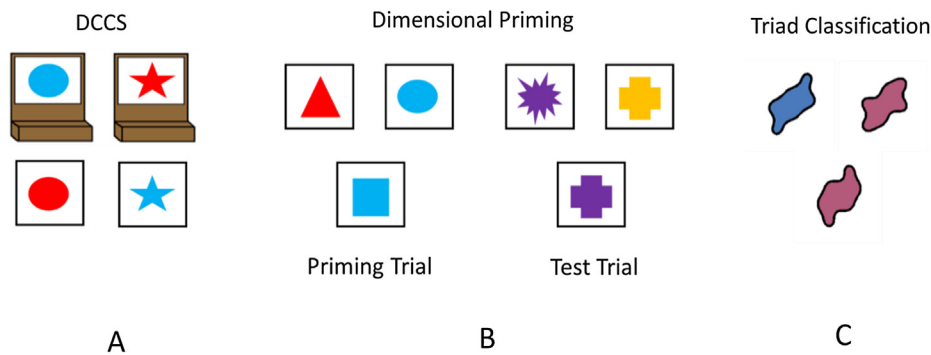 DCCS
Dimensional Priming
Triad Classification
Priming Trial
Test Trial
A
B
C